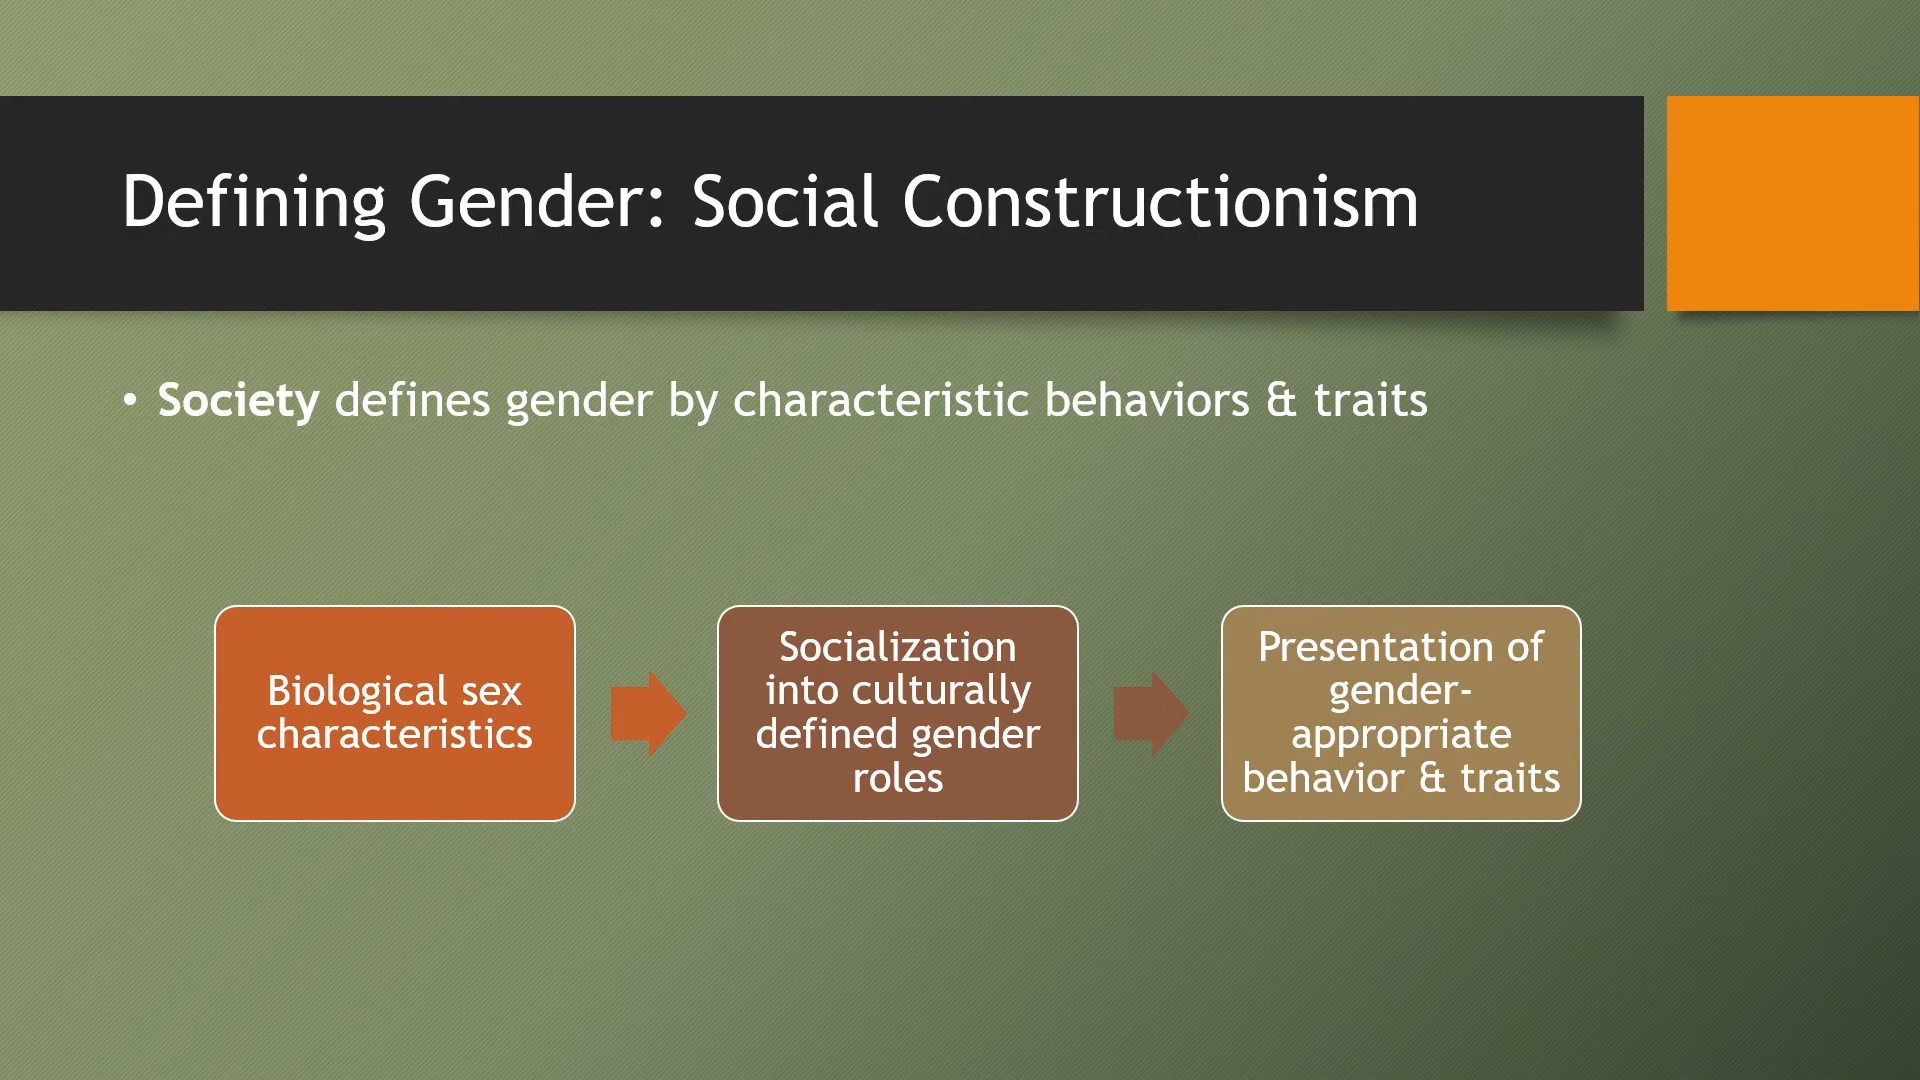 Defining Gender: Social Constructionism
• Society defines gender by characteristic behaviors & traits
Biological sex
characteristics
Socialization
into culturally
defined gender
roles
Presentation of
gender-
appropriate
behavior & traits